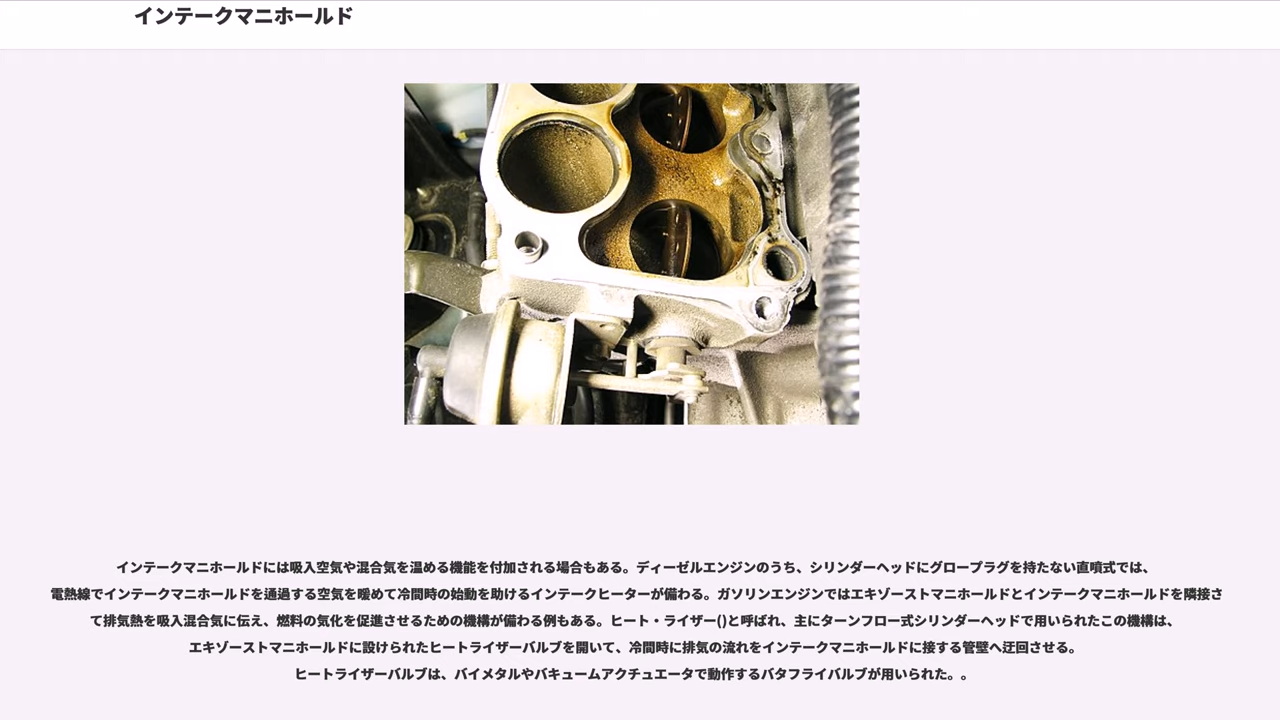 インテークマニホールド
インテークマニホールドには吸入空気や混合気を温める機能を付加される場合もある。ディーゼルエンジンのうち、シリンダーヘッドにグロープラグを持たない直噴式では、
電熱線でインテークマニホールドを通過する空気を暖めて冷間時の始動を助けるインテークヒーターが備わる。ガソリンエンジンではエキゾーストマニホールドとインテークマニホールドを隣接さ
て排気熱を吸入混合気に伝え、燃料の気化を促進させるための機構が備わる例もある。ヒート・ライザー()と呼ばれ、主にターンフロー式シリンダーヘッドで用いられたこの機構は、
エキゾーストマニホールドに設けられたヒートライザーバルブを開いて、冷間時に排気の流れをインテークマニホールドに接する管壁へ迂回させる。
ヒートライザーバルブは、バイメタルやバキュームアクチュエータで動作するバタフライバルブが用いられた。。